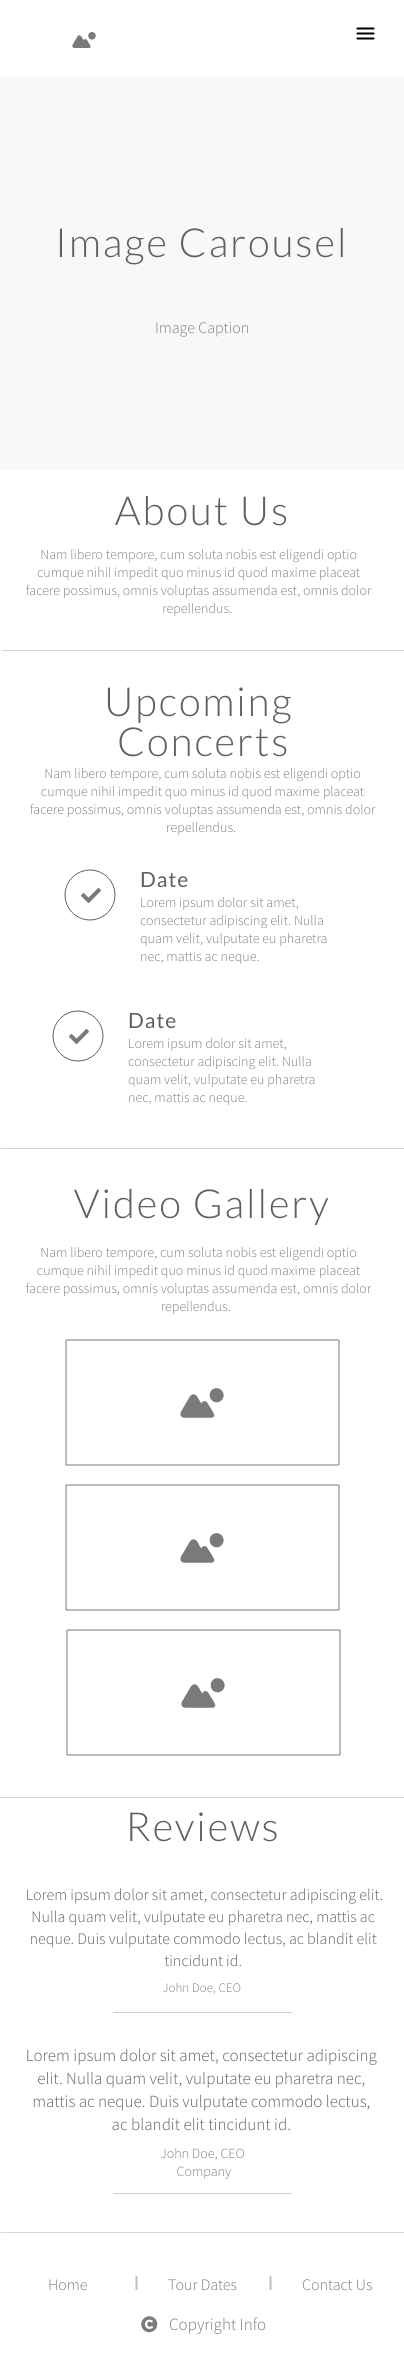 Image Carousel
Image Caption
About Us
Nam libero tempore, cum soluta nobis est eligendi optio
cumque nihil impedit quo minus id quod maxime placeat
facere possimus, omnis voluptas assumenda est, omnis dolor
repellendus.
Upcoming
Concerts
Nam libero tempore, cum soluta nobis est eligendi optio
cumque nihil impedit quo minus id quod maxime placeat
facere possimus, omnis voluptas assumenda est, omnis dolor
repellendus.
Date
Lorem ipsum dolor sit amet,
consectetur adipiscing elit. Nulla
quam velit, vulputate eu pharetra
nec, mattis ac neque.
Date
Lorem ipsum dolor sit amet,
consectetur adipiscing elit. Nulla
quam velit, vulputate eu pharetra
nec, mattis ac neque.
Video Gallery
Nam libero tempore, cum soluta nobis est eligendi optio
cumque nihil impedit quo minus id quod maxime placeat
facere possimus, omnis voluptas assumenda est, omnis dolor
repellendus.
Reviews
Lorem ipsum dolor sit amet, consectetur adipiscing elit.
Nulla quam velit, vulputate eu pharetra nec, mattis ac
neque. Duis vulputate commodo lectus, ac blandit elit
tincidunt id.
John Doe, CEO
Lorem ipsum dolor sit amet, consectetur adipiscing
elit. Nulla quam velit, vulputate eu pharetra nec,
mattis ac neque. Duis vulputate commodo lectus,
ac blandit elit tincidunt id.
John Doe, CEO
Company
Home | Tour Dates | Contact Us
© Copyright Info